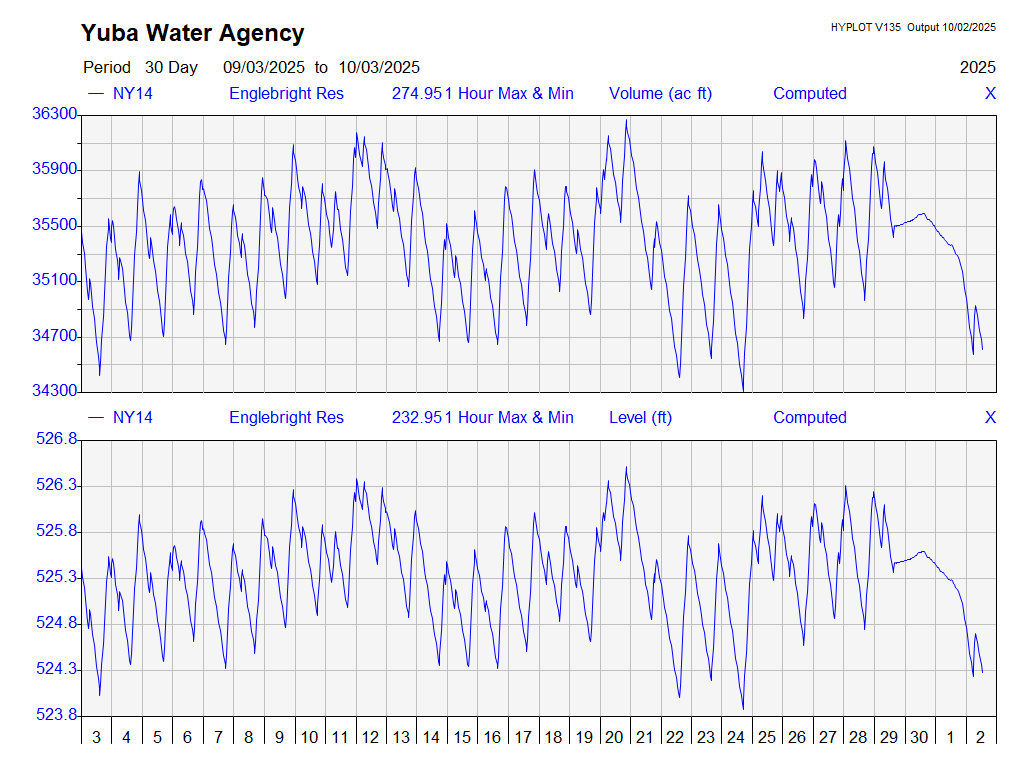 Yuba Water Agency
HYPLOT V135 Output 10/02/2025
Period 30 Day 09/03/2025 to 10/03/2025 2025
— NY14 Englebright Res 274.951 Hour Max & Min Volume (ac ft) Computed X
36300
35900
35500
35100
34700
34300
— NY14 Englebright Res 232.951 Hour Max & Min Level (ft) Computed X
526.8
526.3
525.8
525.3
524.8
524.3
523.8
3 4 5 6 7 8 9 10 11 12 13 14 15 16 17 18 19 20 21 22 23 24 25 26 27 28 29 30 1 2